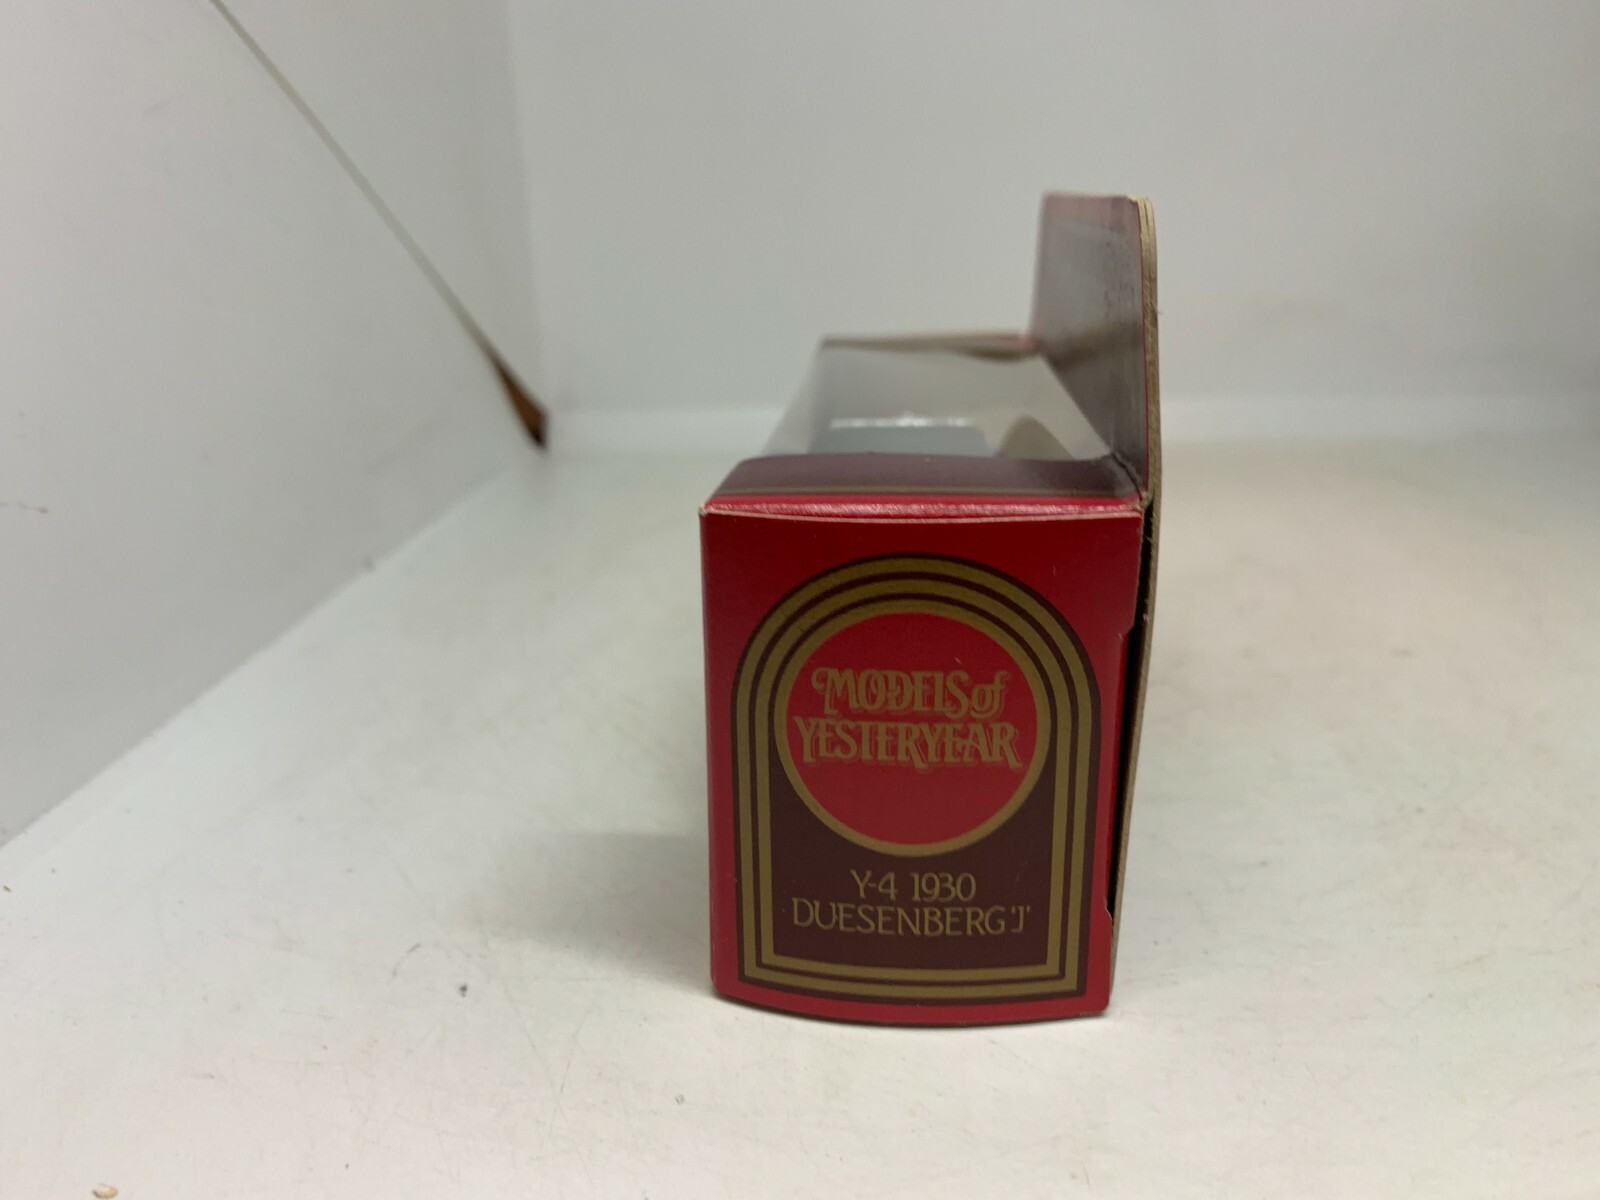 MODELS of
YESTERYEAR
Y-4 1930
DUESENBERG 'J'